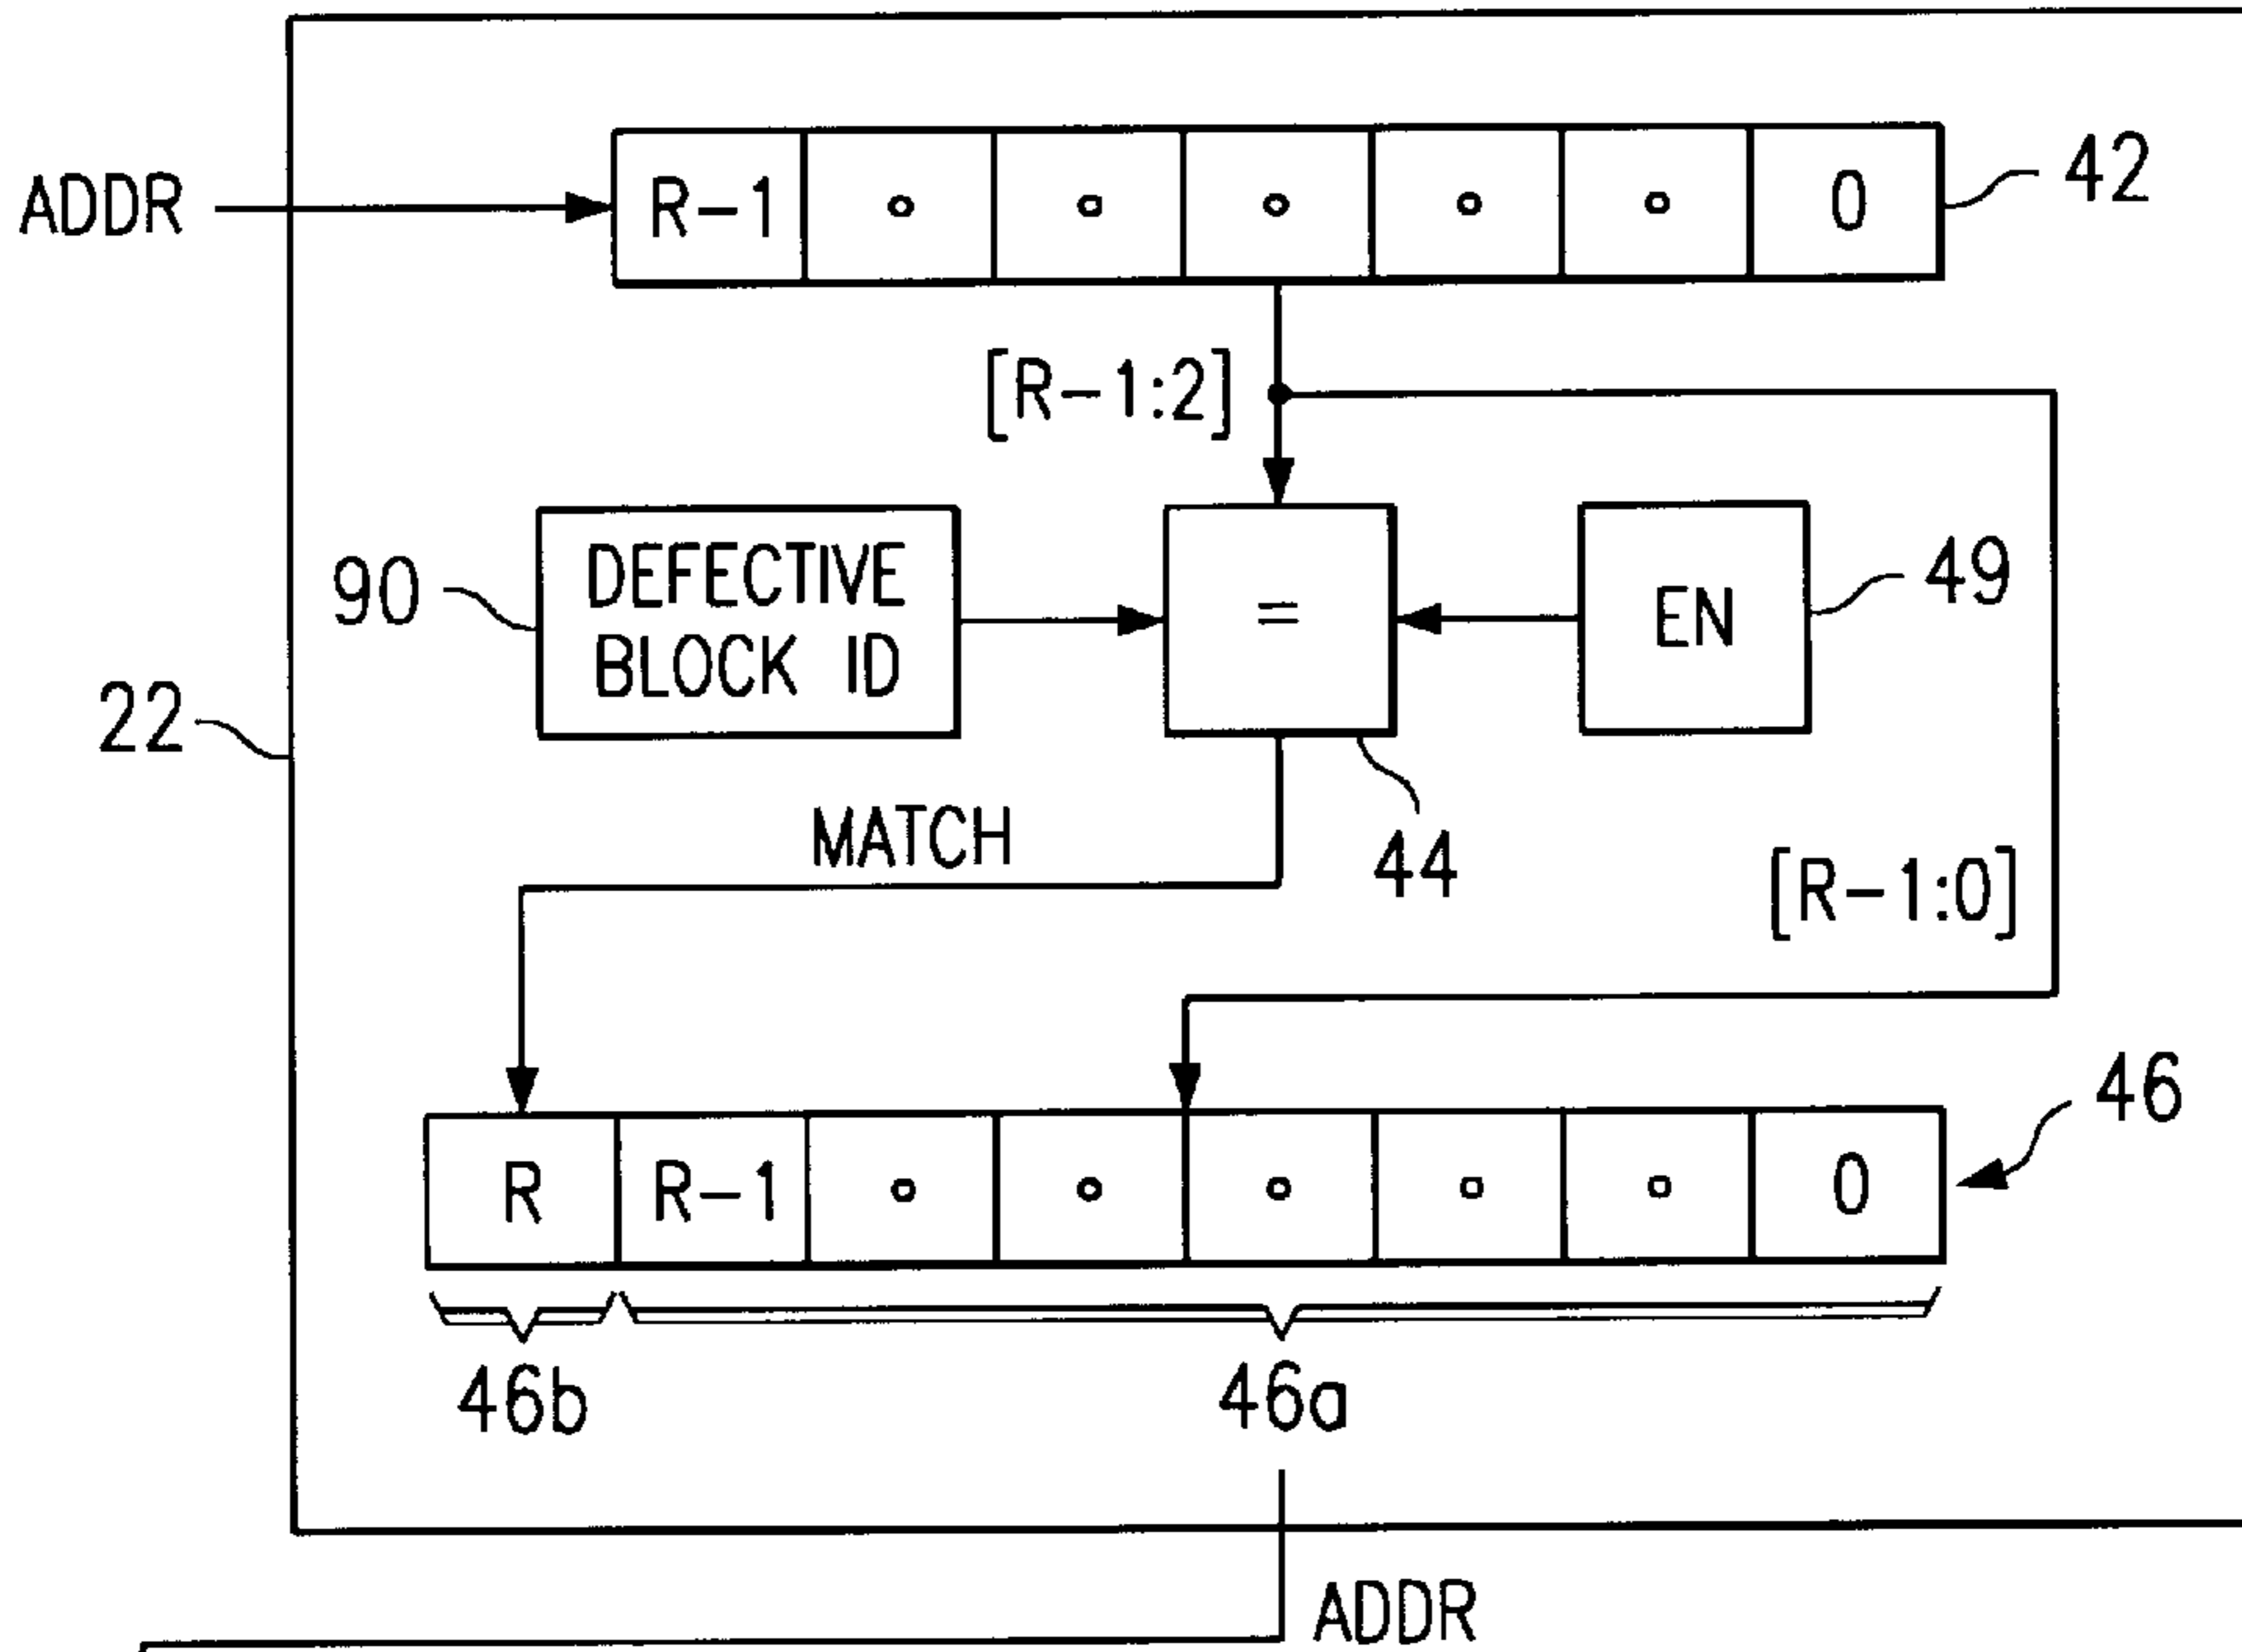 ADDR
R-1 0
42
[R-1:2]
90
DEFECTIVE
BLOCK ID
=
EN
49
22
MATCH
44
[R-1:0]
46
R R-1 0
46b
46a
ADDR